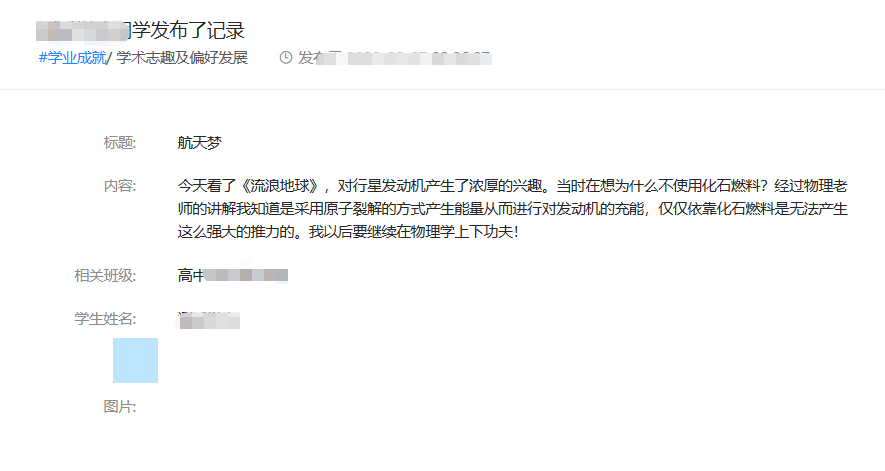 学发布了记录
#学业成就/ 学术志趣及偏好发展 发布于
标题: 航天梦
内容: 今天看了《流浪地球》，对行星发动机产生了浓厚的兴趣。当时在想为什么不使用化石燃料？经过物理老
师的讲解我知道是采用原子裂解的方式产生能量从而进行对发动机的充能，仅仅依靠化石燃料是无法产生
这么强大的推力的。我以后要继续在物理学上下功夫！
相关班级: 高中
学生姓名:
图片: